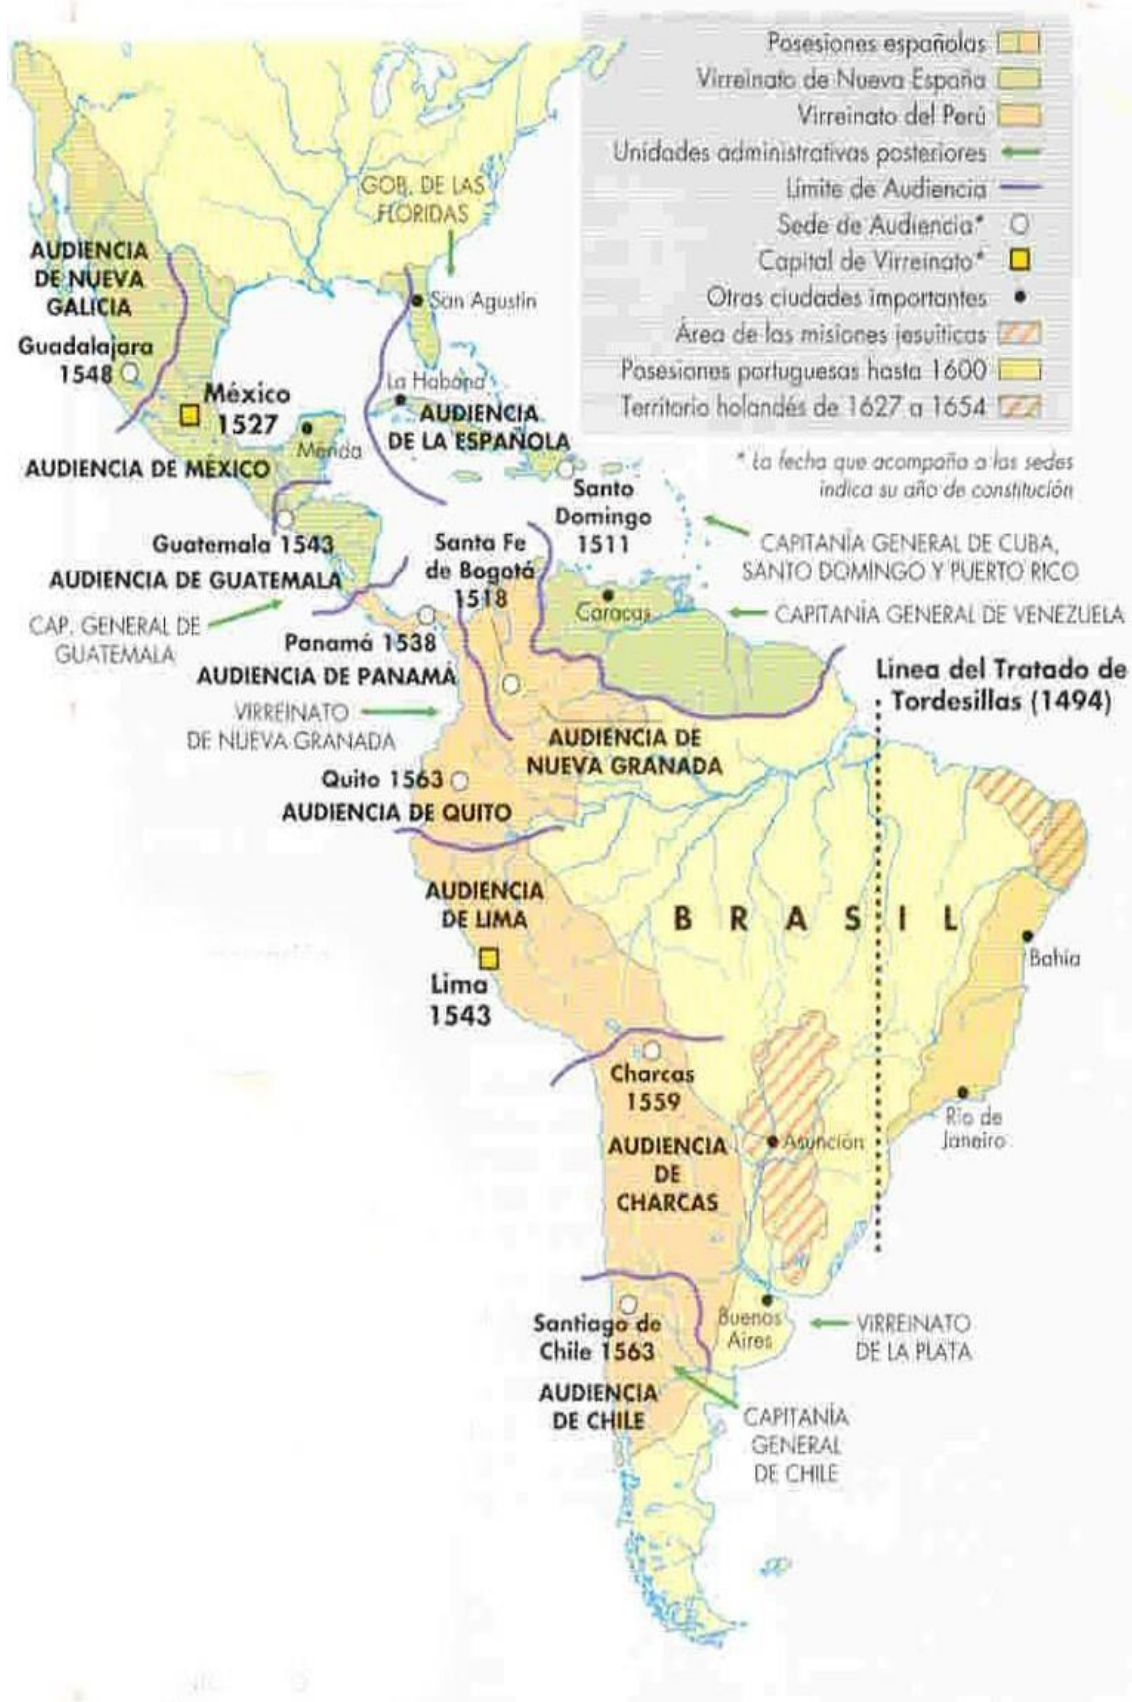 Posesiones españolas
Virreinato de Nueva España
Virreinato del Perú
Unidades administrativas posteriores
Límite de Audiencia
Sede de Audiencia*
Capital de Virreinato*
Otras ciudades importantes
Área de las misiones jesuíticas
Posesiones portuguesas hasta 1600
Territorio holandés de 1627 a 1654
* La fecha que acompaña a las sedes
indica su año de constitución
GOB. DE LAS
FLORIDAS
San Agustín
AUDIENCIA
DE NUEVA
GALICIA
Guadalajara
1548
México
1527
La Habana
AUDIENCIA
DE LA ESPAÑOLA
Mérida
AUDIENCIA DE MÉXICO
Santo
Domingo
1511
Guatemala 1543
AUDIENCIA DE GUATEMALA
CAP. GENERAL DE
GUATEMALA
Santa Fe
de Bogotá
1518
CAPITANÍA GENERAL DE CUBA,
SANTO DOMINGO Y PUERTO RICO
Caracas
CAPITANÍA GENERAL DE VENEZUELA
Panamá 1538
AUDIENCIA DE PANAMÁ
Linea del Tratado de
Tordesillas (1494)
VIRREINATO
DE NUEVA GRANADA
AUDIENCIA DE
NUEVA GRANADA
Quito 1563
AUDIENCIA DE QUITO
AUDIENCIA
DE LIMA
BRASIL
Bahía
Lima
1543
Charcas
1559
Río de
Janeiro
Asunción
AUDIENCIA
DE
CHARCAS
Santiago de
Chile 1563
Buenos
Aires
VIRREINATO
DE LA PLATA
AUDIENCIA
DE CHILE
CAPITANÍA
GENERAL
DE CHILE